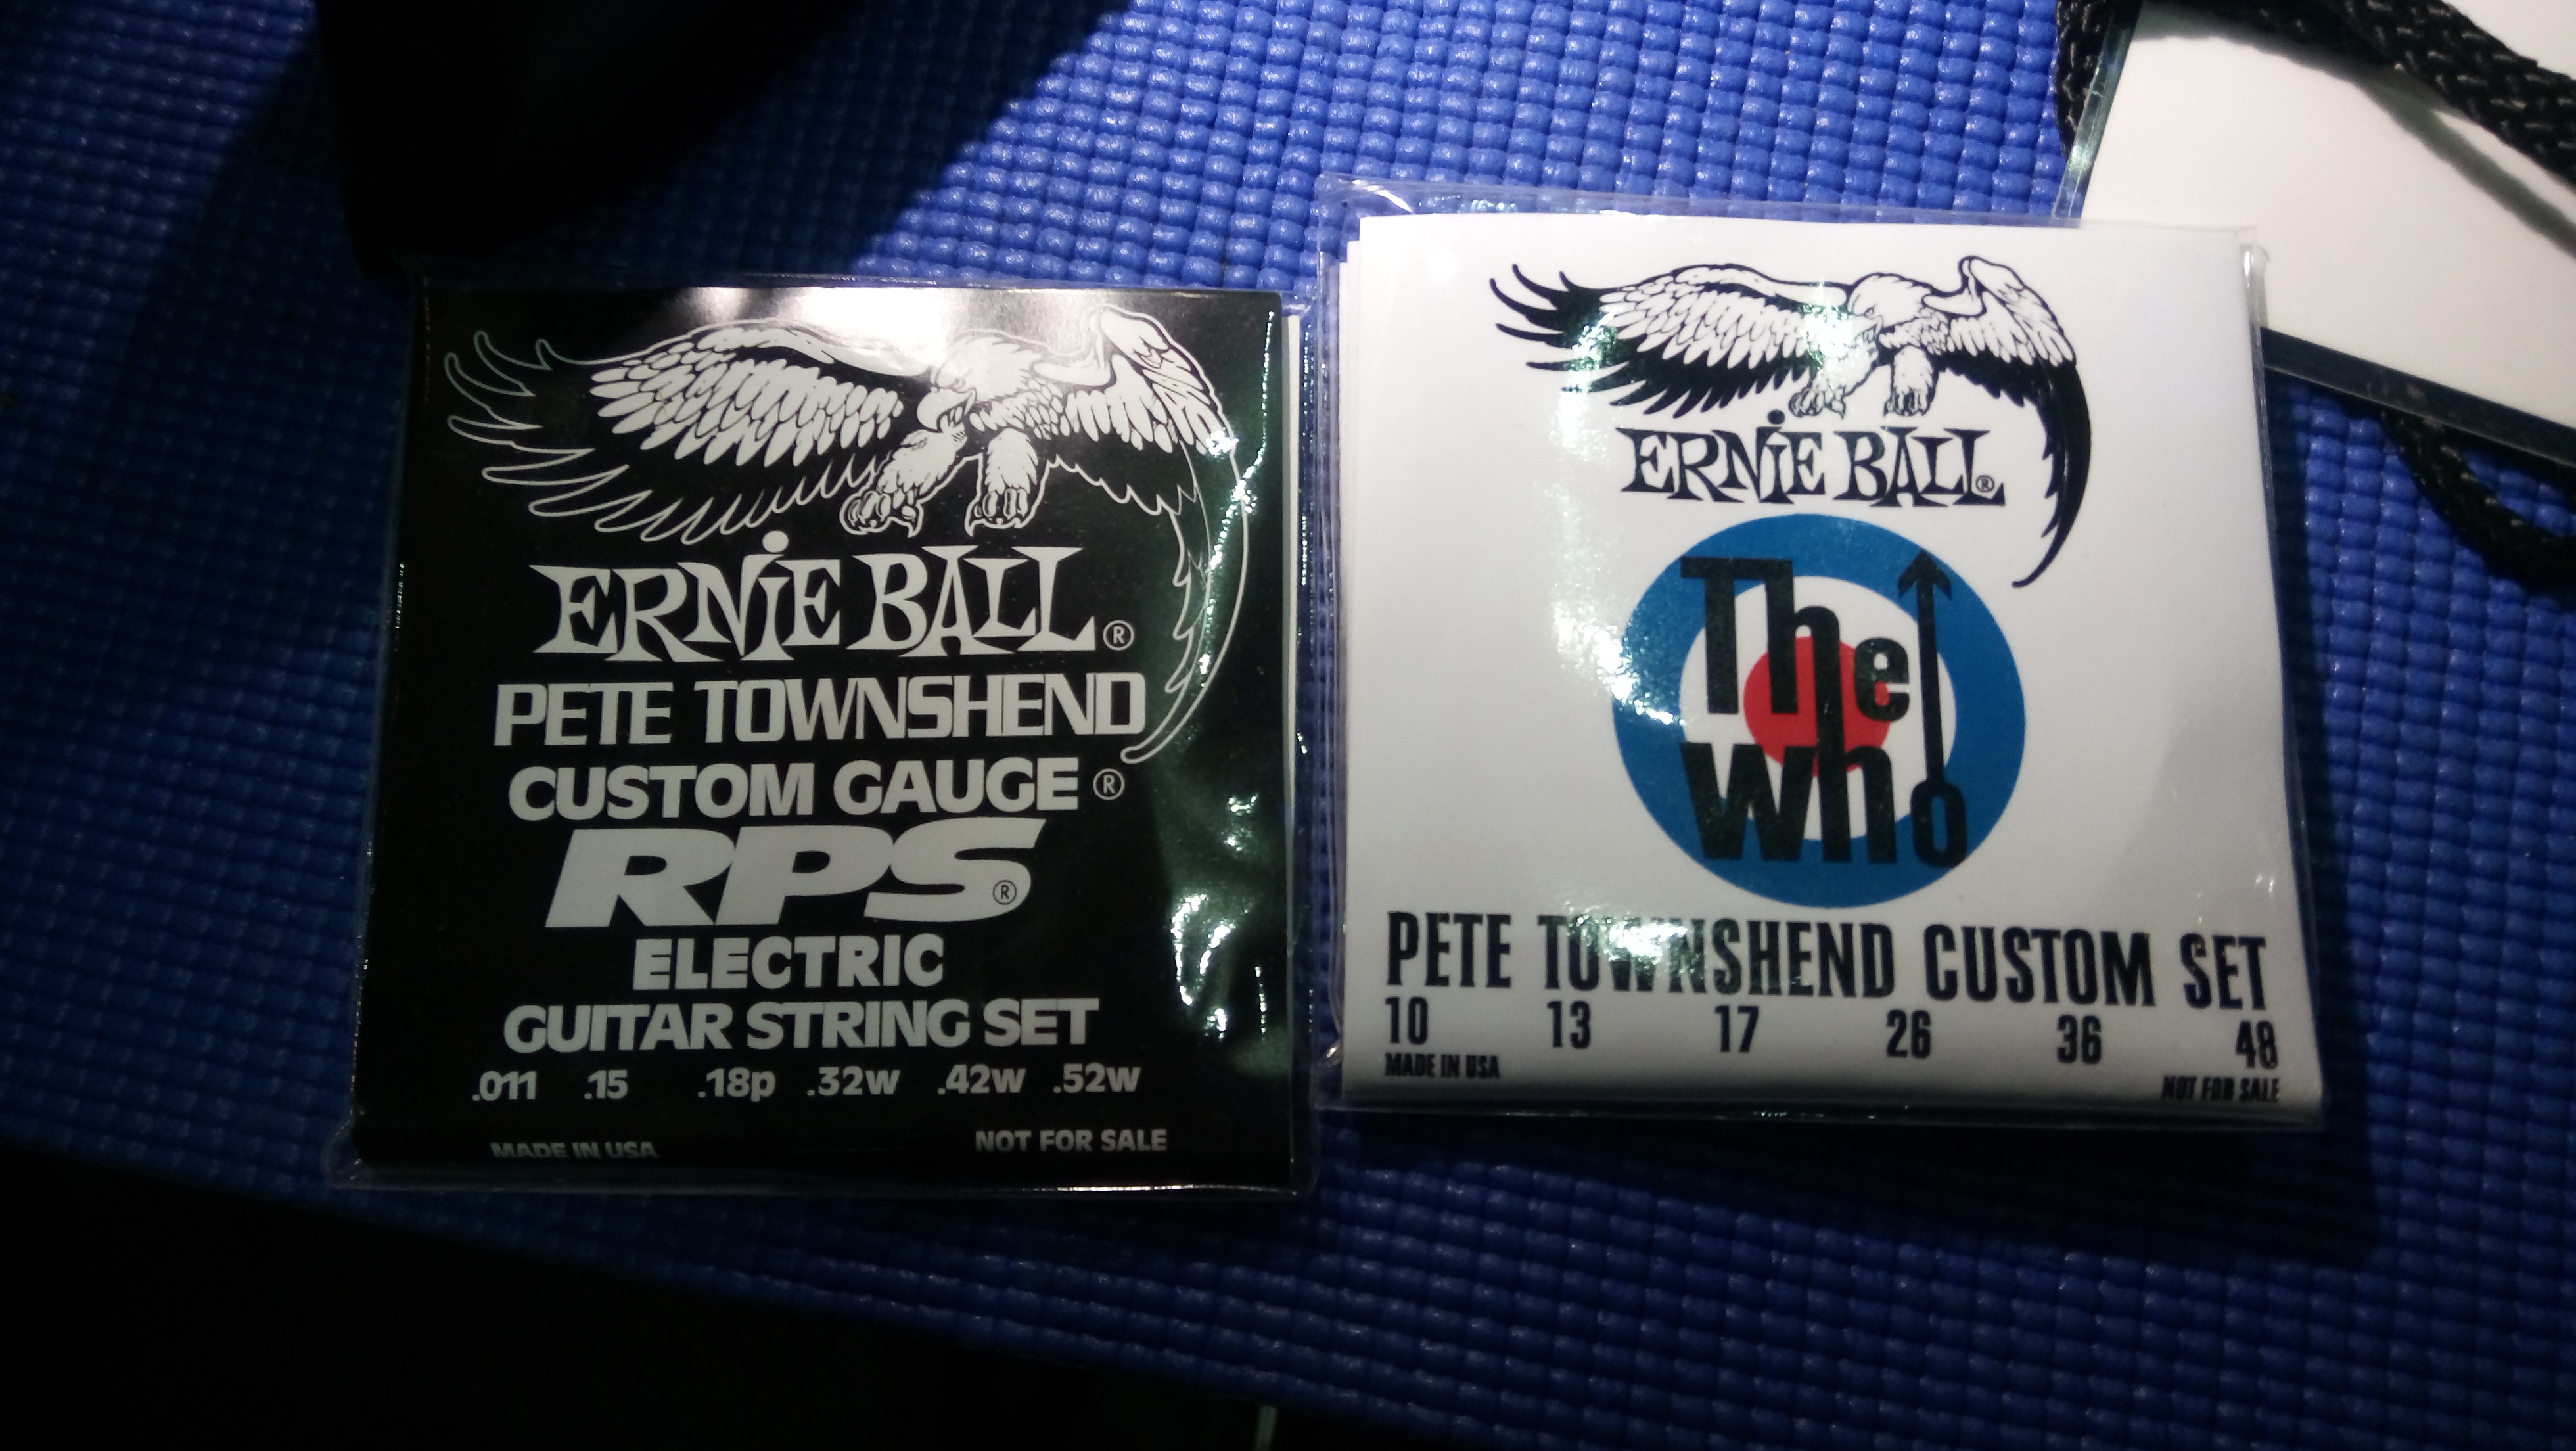 ERNiE BALL®
PETE TOWNSHEND
CUSTOM GAUGE®
RPS®
ELECTRIC
GUITAR STRING SET
.011 .15 .18p .32w .42w .52w
MADE IN USA NOT FOR SALE
ERNiE BALL®
The
who
PETE TOWNSHEND CUSTOM SET
10 13 17 26 36 48
MADE IN USA
NOT FOR SALE